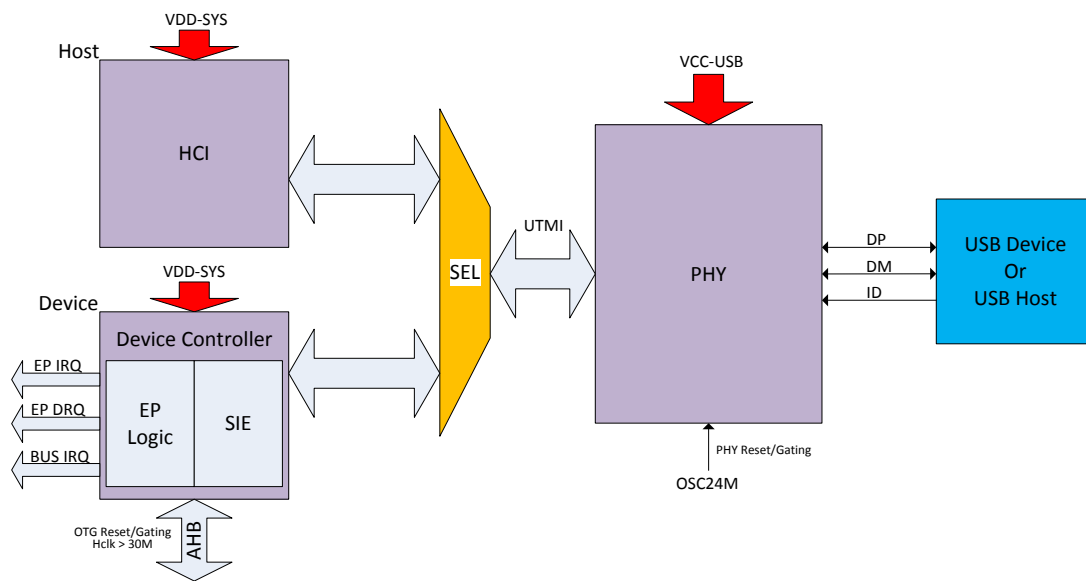 VDD-SYS
Host
HCI
VDD-SYS
Device
Device Controller
EP
Logic
SIE
EP IRQ
EP DRQ
BUS IRQ
OTG Reset/Gating
Hclk > 30M
AHB
SEL
UTMI
VCC-USB
PHY
PHY Reset/Gating
OSC24M
DP
DM
ID
USB Device
Or
USB Host